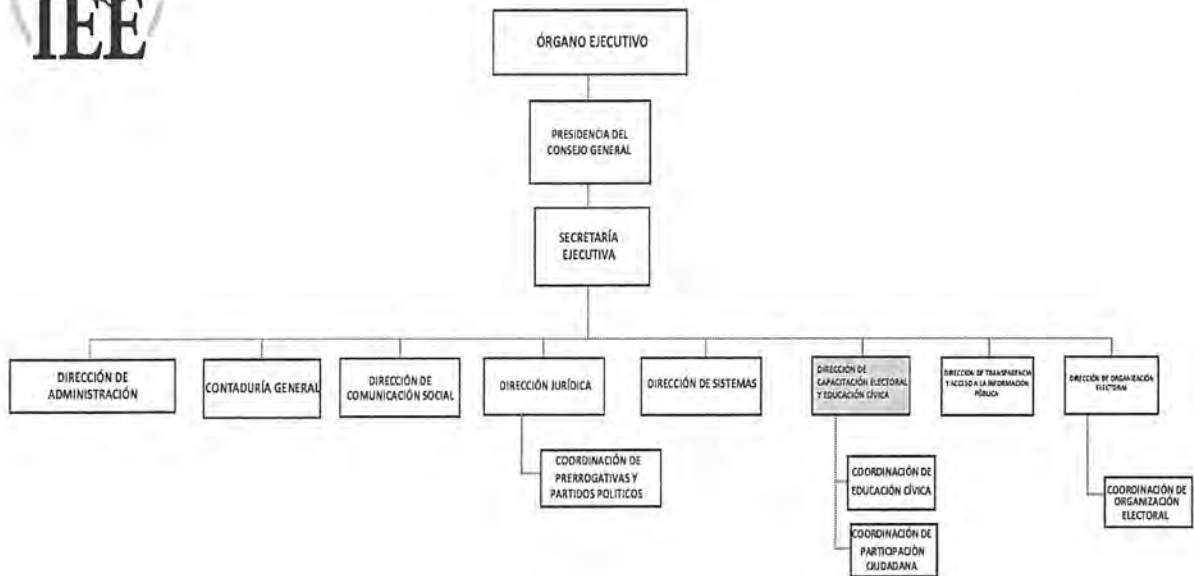 IEE
ÓRGANO EJECUTIVO
PRESIDENCIA DEL
CONSEJO GENERAL
SECRETARÍA
EJECUTIVA
DIRECCIÓN DE
ADMINISTRACIÓN
CONTADURÍA GENERAL
DIRECCIÓN DE
COMUNICACIÓN SOCIAL
DIRECCIÓN JURÍDICA
DIRECCIÓN DE SISTEMAS
DIRECCIÓN DE
CAPACITACIÓN ELECTORAL
Y EDUCACIÓN CÍVICA
DIRECCIÓN DE TRANSPARENCIA
Y ACCESO A LA INFORMACIÓN
PÚBLICA
DIRECCIÓN DE ORGANIZACIÓN
ELECTORAL
COORDINACIÓN DE
PRERROGATIVAS Y
PARTIDOS POLITICOS
COORDINACIÓN DE
EDUCACIÓN CÍVICA
COORDINACIÓN DE
PARTICIPACIÓN
CIUDADANA
COORDINACIÓN DE
ORGANIZACIÓN
ELECTORAL